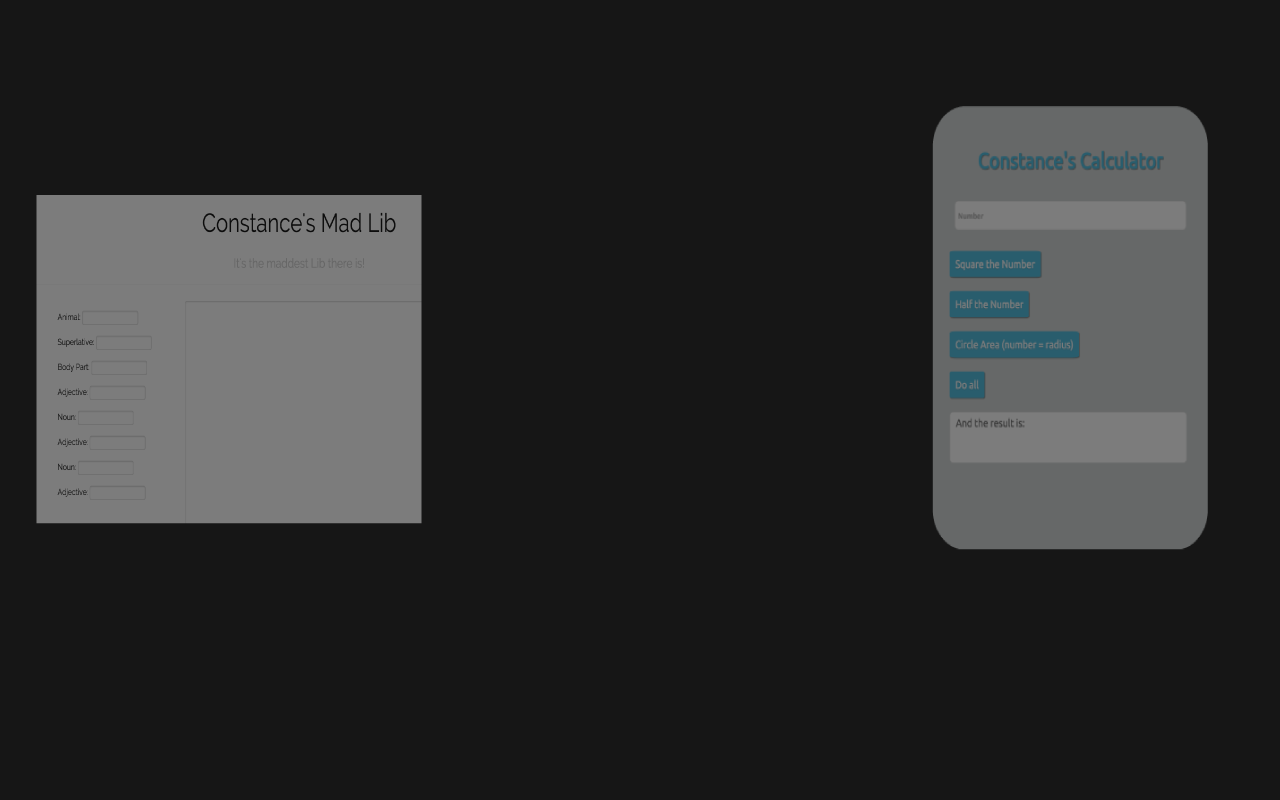 Constance's Mad Lib
It's the maddest Lib there is!
Animal:
Superlative:
Body Part:
Adjective:
Noun:
Adjective:
Noun:
Adjective:
Constance's Calculator
Number
Square the Number
Half the Number
Circle Area (number = radius)
Do all
And the result is: